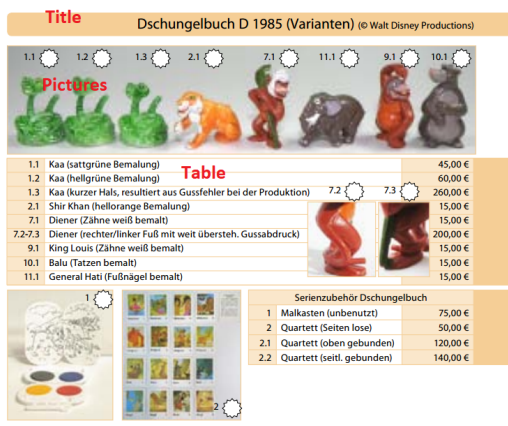 Title
Dschungelbuch D 1985 (Varianten) (© Walt Disney Productions)
1.1 1.2 1.3 2.1 7.1 11.1 9.1 10.1
Pictures
Table
1.1 Kaa (sattgrüne Bemalung) 45,00 €
1.2 Kaa (hellgrüne Bemalung) 60,00 €
1.3 Kaa (kurzer Hals, resultiert aus Gussfehler bei der Produktion) 260,00 €
2.1 Shir Khan (hellorange Bemalung) 15,00 €
7.1 Diener (Zähne weiß bemalt) 15,00 €
7.2-7.3 Diener (rechter/linker Fuß mit weit übersteh. Gussabdruck) 200,00 €
9.1 King Louis (Zähne weiß bemalt) 15,00 €
10.1 Balu (Tatzen bemalt) 15,00 €
11.1 General Hati (Fußnägel bemalt) 15,00 €
7.2 7.3
1
2
Serienzubehör Dschungelbuch
1 Malkasten (unbenutzt) 75,00 €
2 Quartett (Seiten lose) 50,00 €
2.1 Quartett (oben gebunden) 120,00 €
2.2 Quartett (seitl. gebunden) 140,00 €